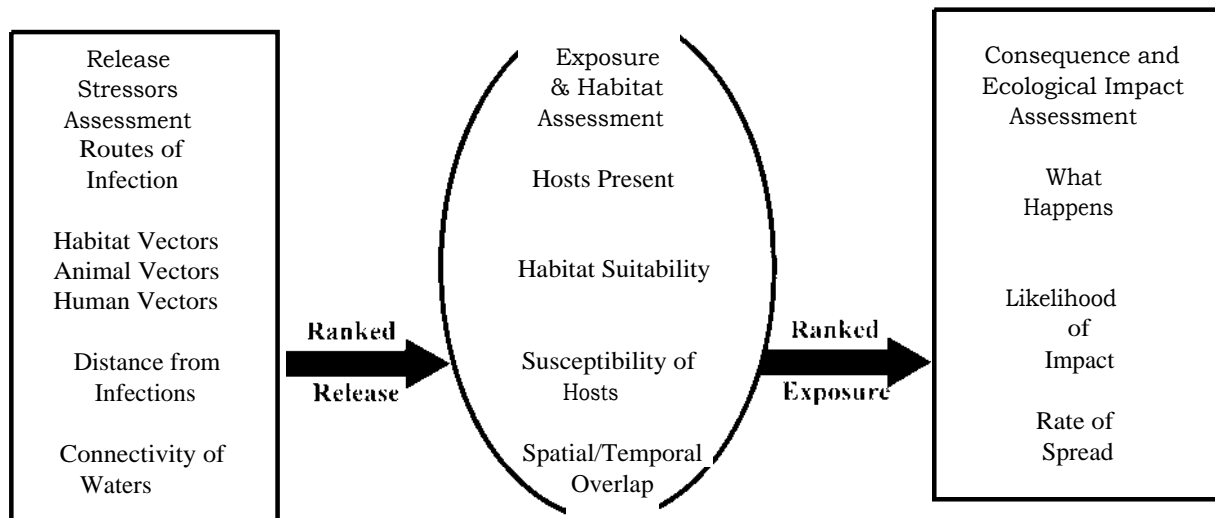 Release
Stressors
Assessment
Routes of
Infection
Habitat Vectors
Animal Vectors
Human Vectors
Distance from
Infections
Connectivity of
Waters
Ranked
Release
Exposure
& Habitat
Assessment
Hosts Present
Habitat Suitability
Susceptibility of
Hosts
Spatial/Temporal
Overlap
Ranked
Exposure
Consequence and
Ecological Impact
Assessment
What
Happens
Likelihood
of
Impact
Rate of
Spread